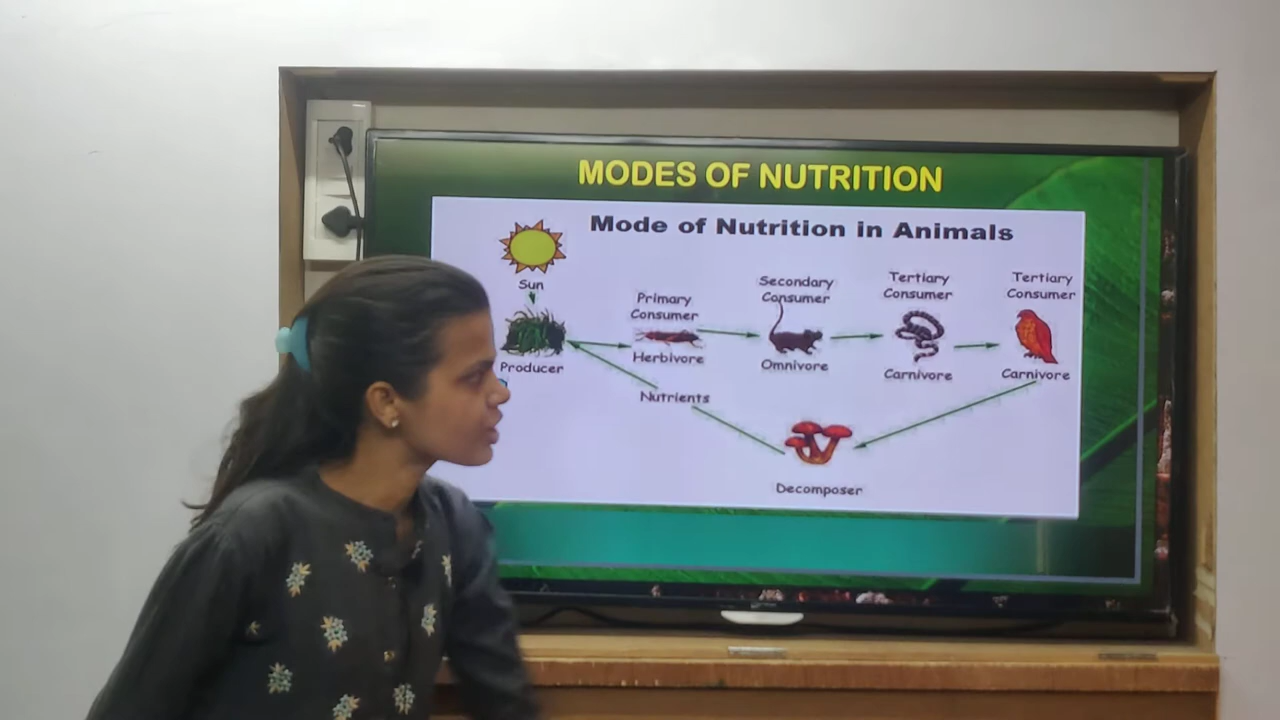 MODES OF NUTRITION
Mode of Nutrition in Animals
Sun
Producer
Primary
Consumer
Herbivore
Secondary
Consumer
Omnivore
Tertiary
Consumer
Carnivore
Tertiary
Consumer
Carnivore
Nutrients
Decomposer